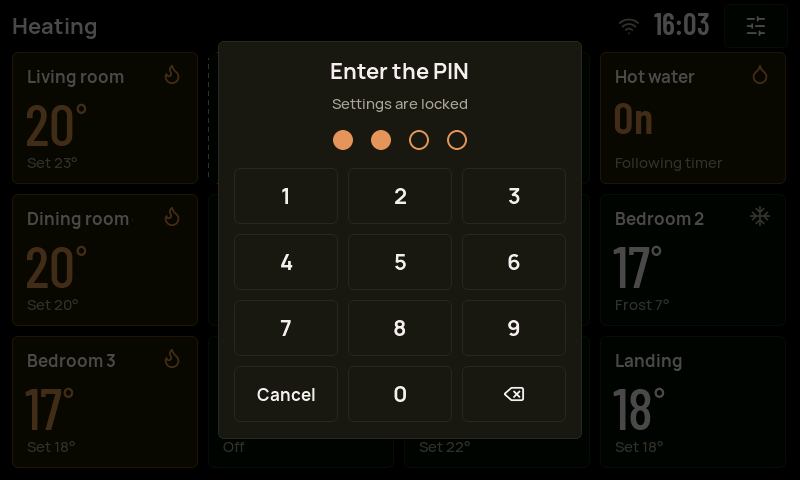 Heating
16:03
Living room
20°
Set 23°
Hot water
On
Following timer
Dining room
20°
Set 20°
Bedroom 2
17°
Frost 7°
Bedroom 3
17°
Set 18°
Off
Set 22°
Landing
18°
Set 18°
Enter the PIN
Settings are locked
1 2 3
4 5 6
7 8 9
Cancel 0